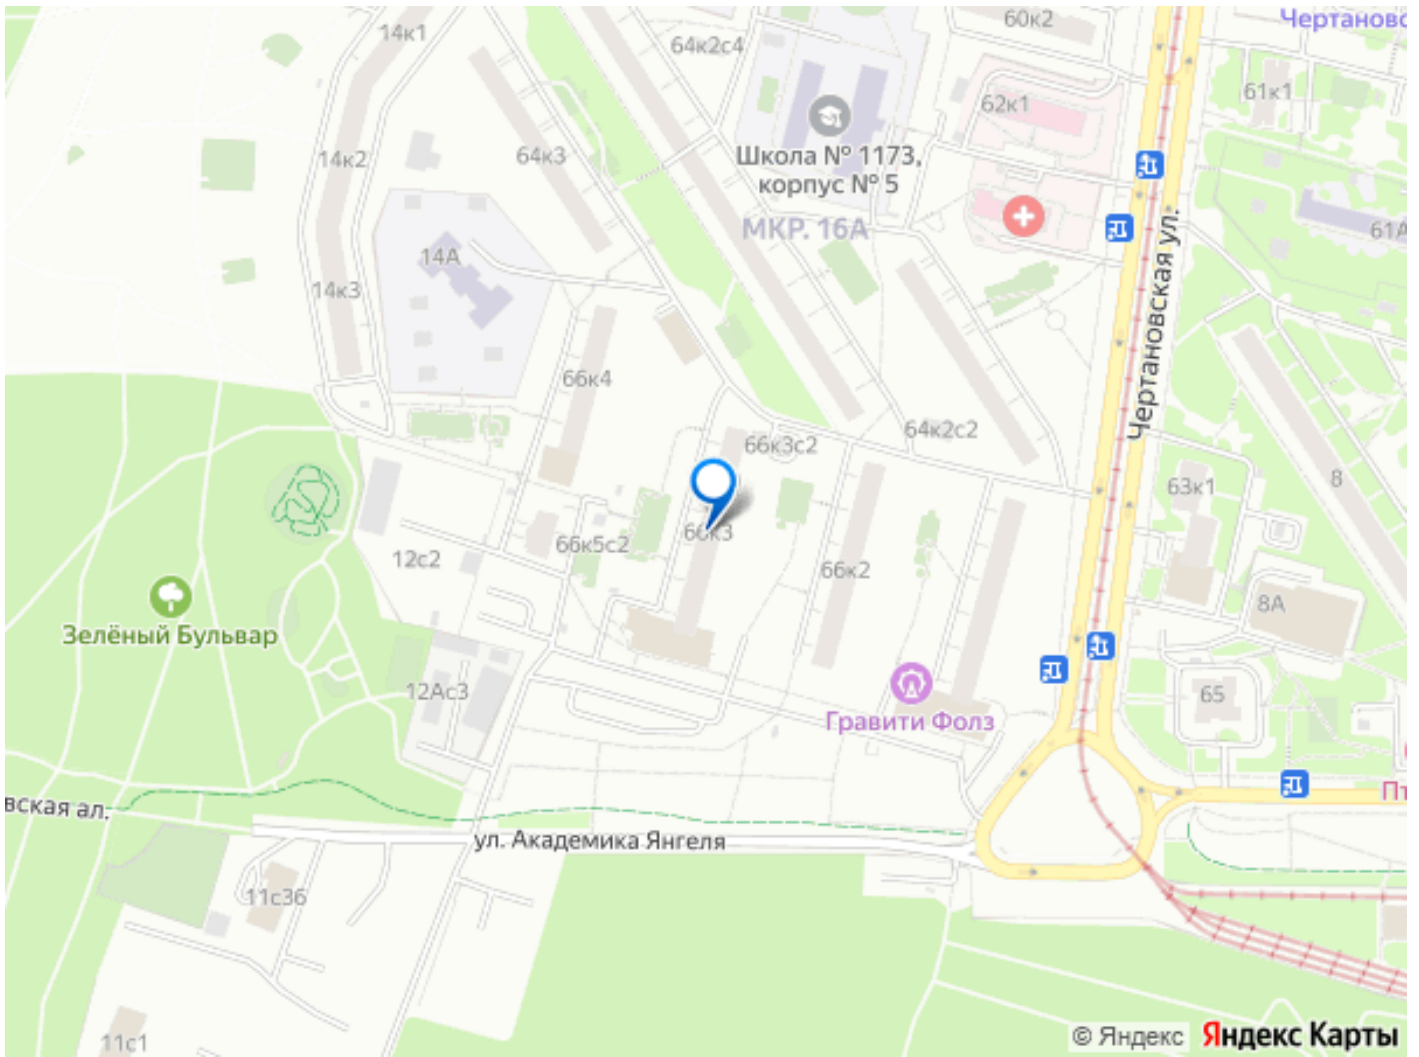 14к1
64к2с4
60к2
Чертановс
61к1
62к1
64к3
14к2
Школа № 1173,
корпус № 5
МКР. 16А
61А
14А
14к3
Чертановская ул.
66к4
64к2с2
66к3с2
63к1
8
66к3
66к5с2
12с2
66к2
8А
Зелёный Бульвар
12Ас3
65
Гравити Фолз
Пт
вская ал.
ул. Академика Янгеля
11с36
11с1
© Яндекс
Яндекс Карты